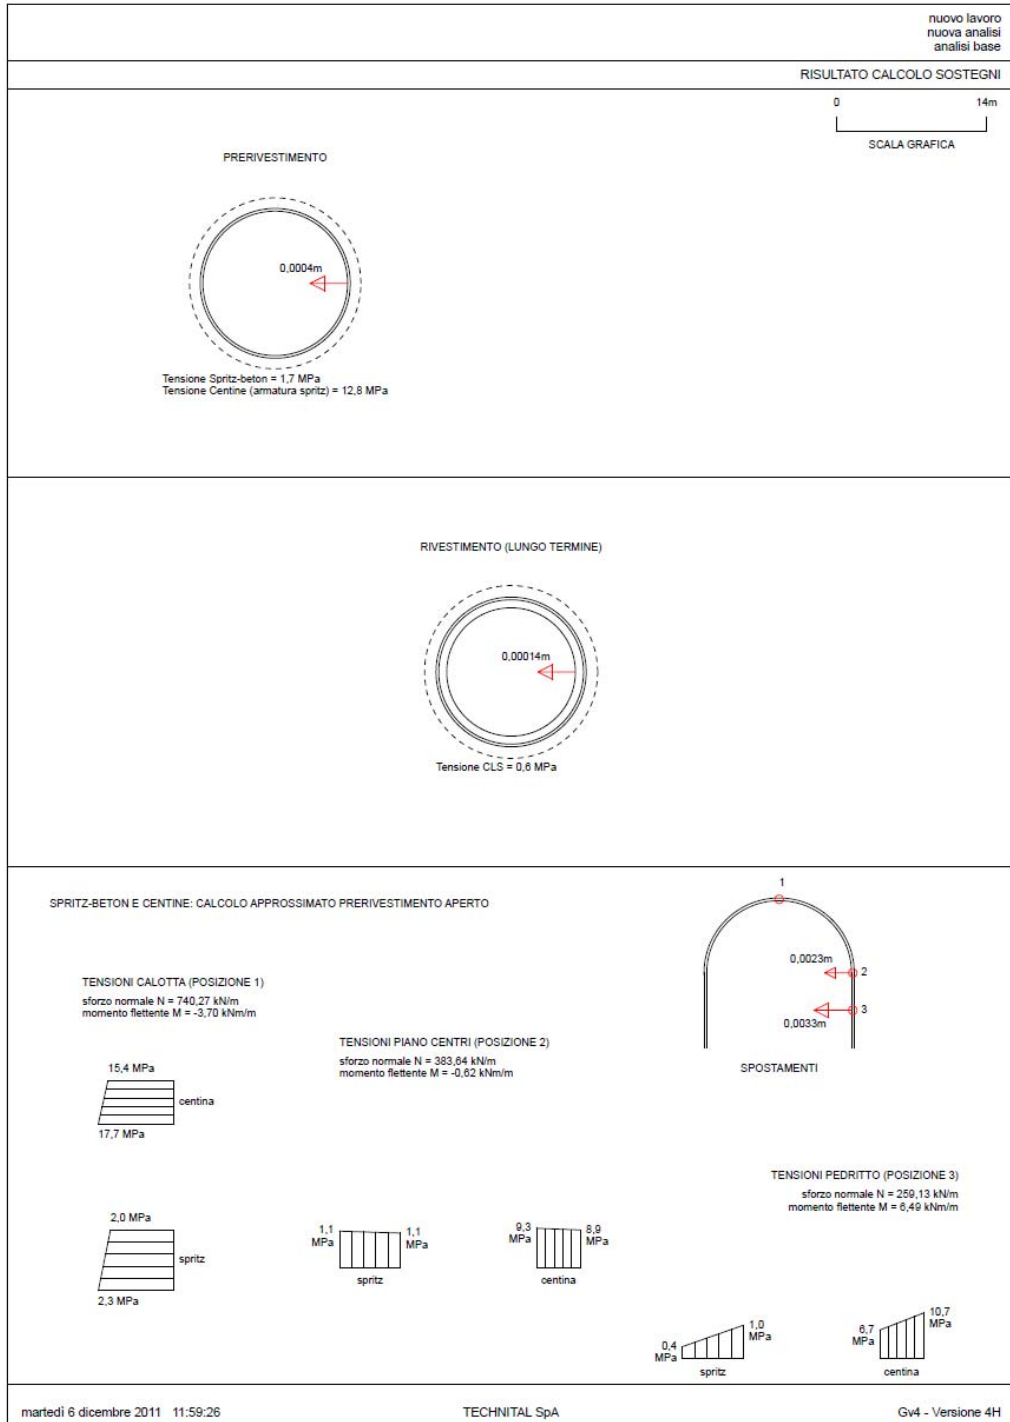 nuovo lavoro
nuova analisi
analisi base
RISULTATO CALCOLO SOSTEGNI
0 14m
SCALA GRAFICA
PRERIVESTIMENTO
0,0004m
Tensione Spritz-beton = 1,7 MPa
Tensione Centine (armatura spritz) = 12,8 MPa
RIVESTIMENTO (LUNGO TERMINE)
0,00014m
Tensione CLS = 0,6 MPa
SPRITZ-BETON E CENTINE: CALCOLO APPROSSIMATO PRERIVESTIMENTO APERTO
1
0,0023m
2
3
0,0033m
SPOSTAMENTI
TENSIONI CALOTTA (POSIZIONE 1)
sforzo normale N = 740,27 kN/m
momento flettente M = -3,70 kNm/m
15,4 MPa
centina
17,7 MPa
2,0 MPa
spritz
2,3 MPa
TENSIONI PIANO CENTRI (POSIZIONE 2)
sforzo normale N = 383,64 kN/m
momento flettente M = -0,62 kNm/m
1,1
MPa
1,1
MPa
spritz
9,3
MPa
8,9
MPa
centina
TENSIONI PEDRITTO (POSIZIONE 3)
sforzo normale N = 259,13 kN/m
momento flettente M = 6,49 kNm/m
0,4
MPa
1,0
MPa
spritz
6,7
MPa
10,7
MPa
centina
martedì 6 dicembre 2011 11:59:26
TECHNITAL SpA
Gv4 - Versione 4H